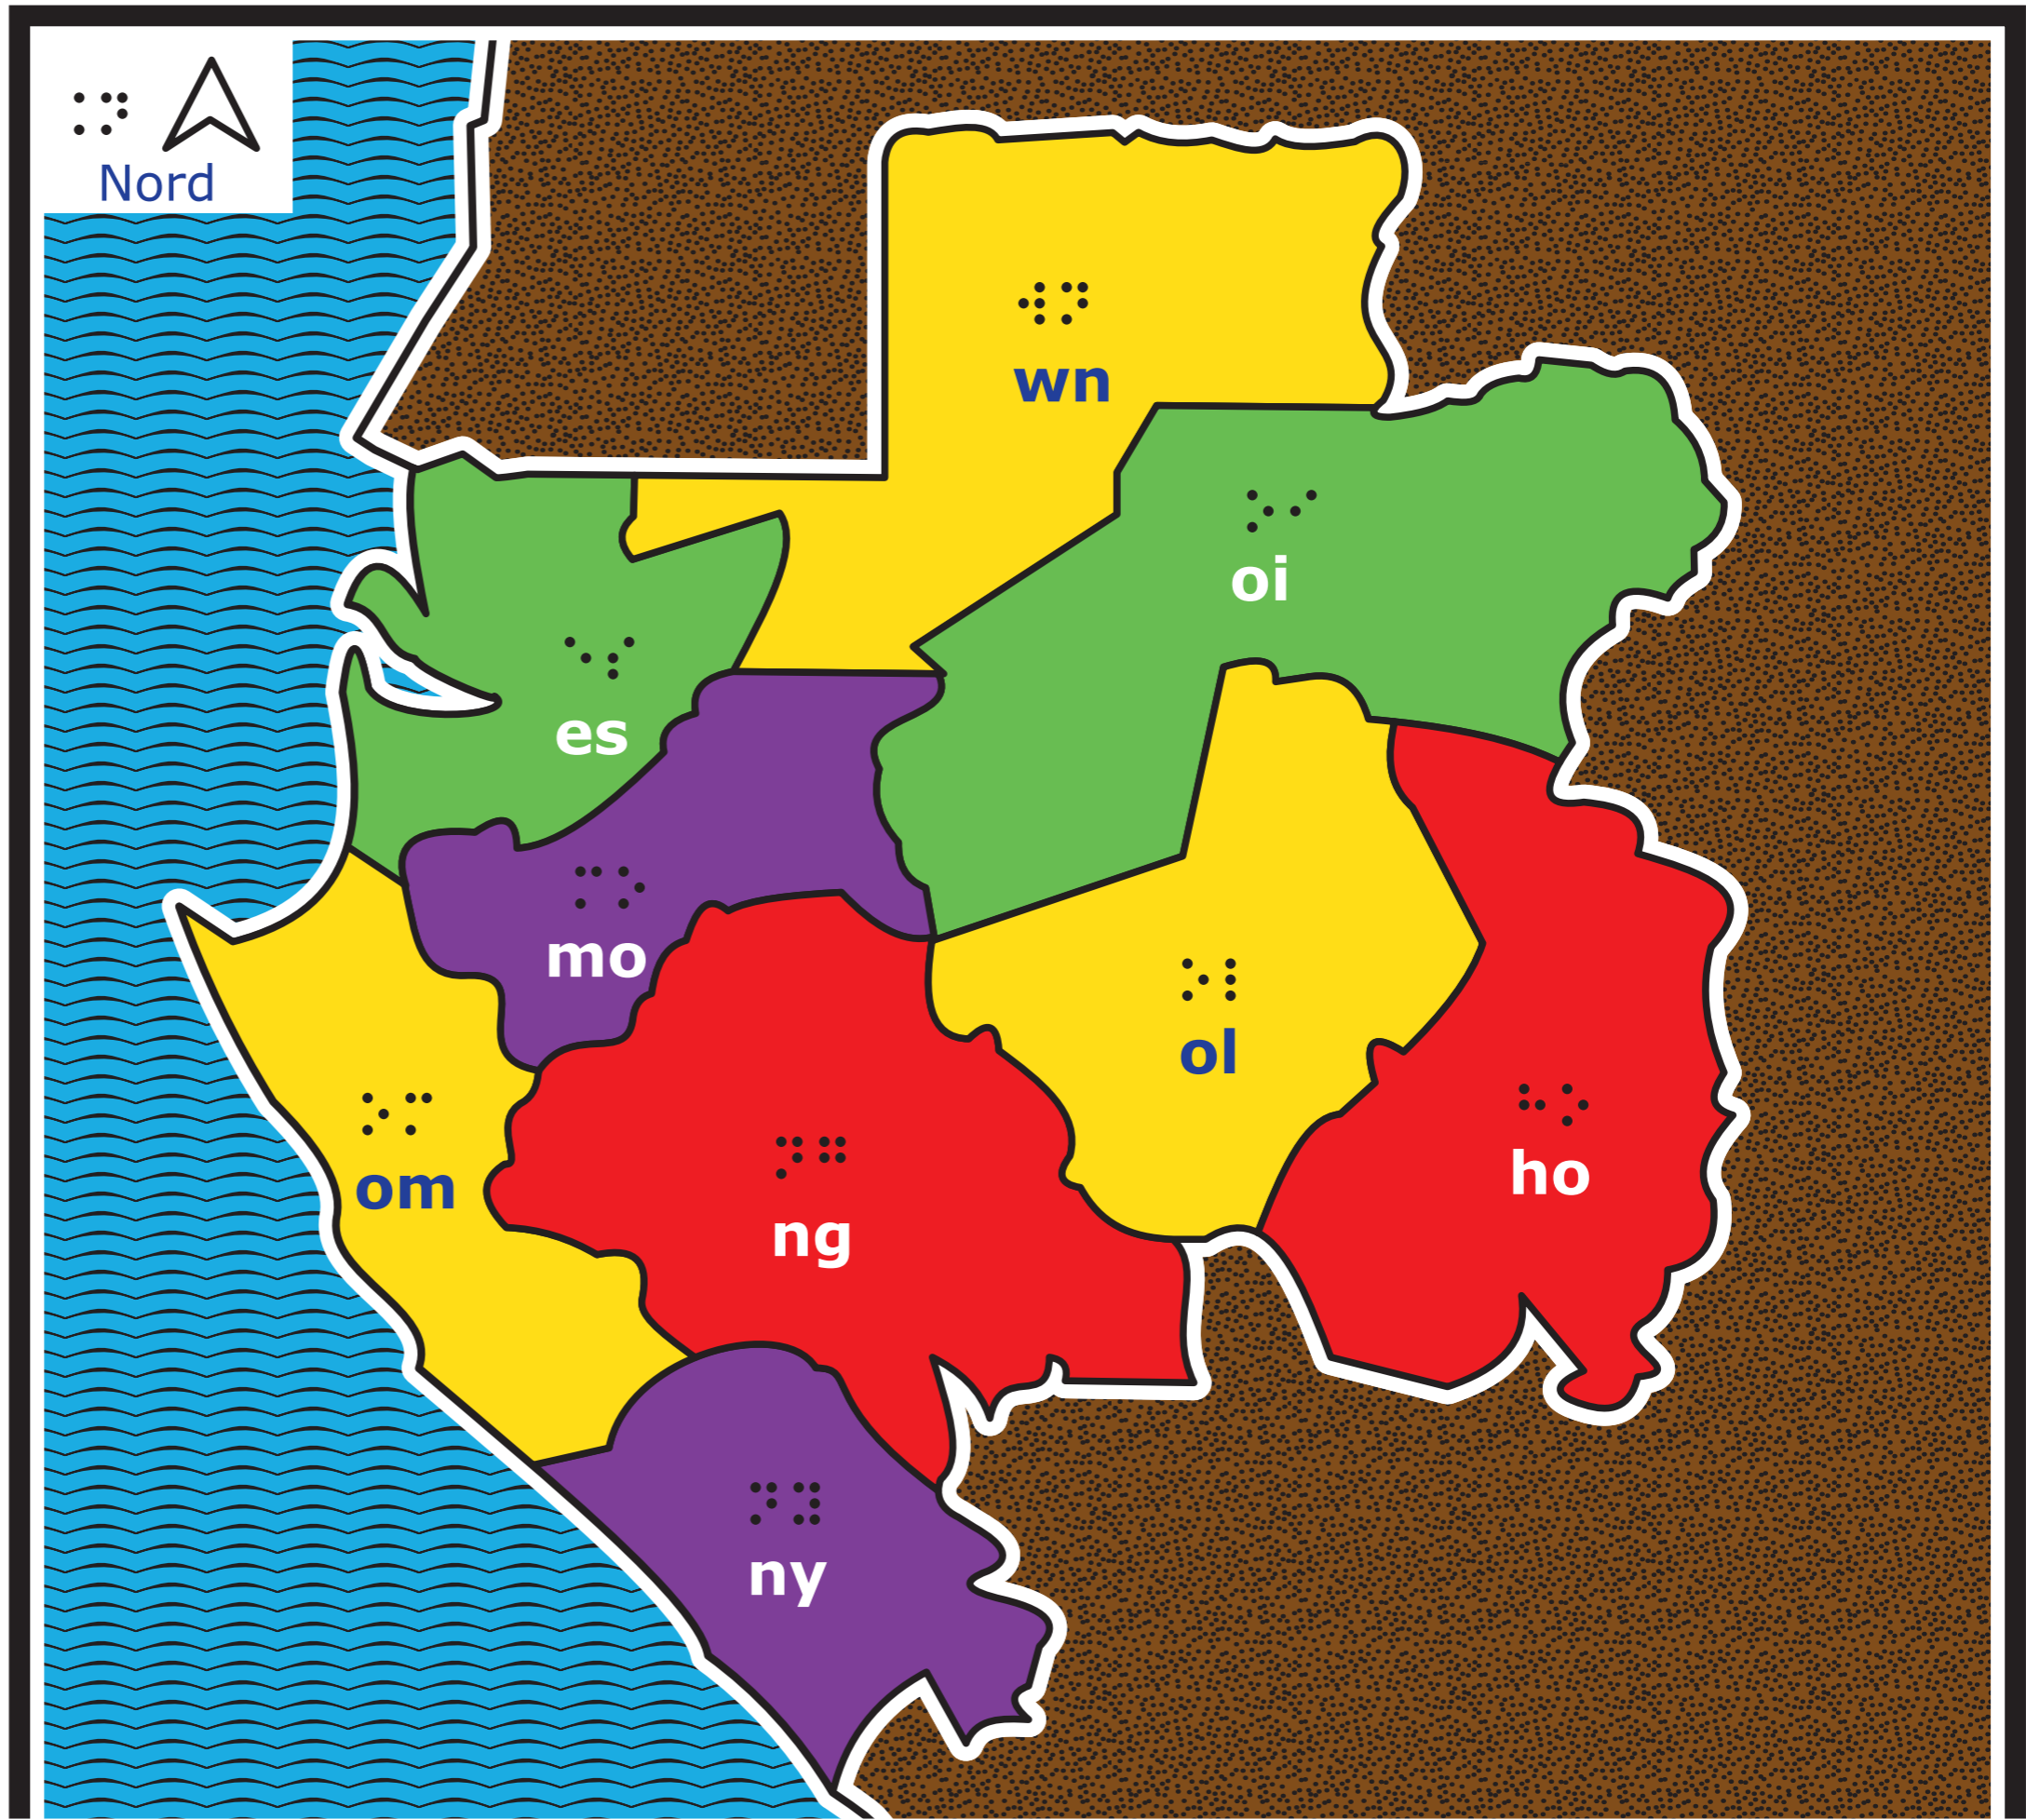 ⠨⠝
Nord
⠺⠝
wn
⠕⠊
oi
⠑⠎
es
⠍⠕
mo
⠕⠇
ol
⠕⠍
om
⠓⠕
ho
⠝⠛
ng
⠝⠽
ny